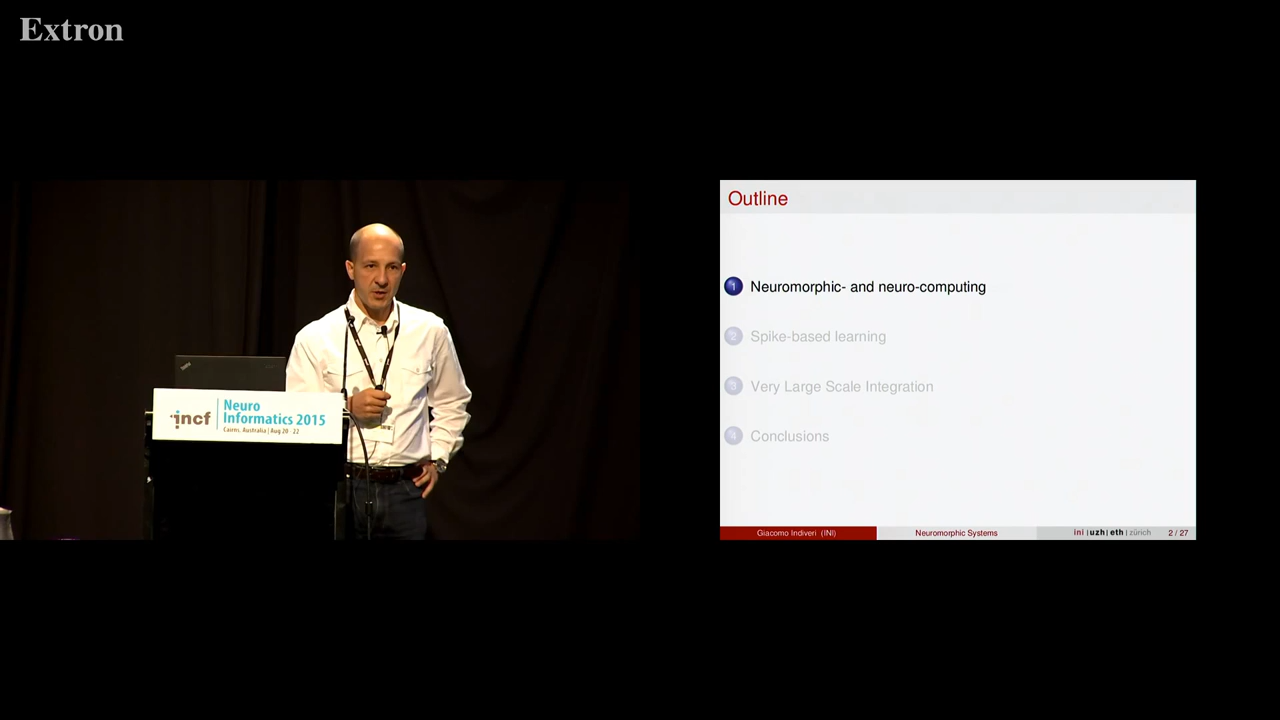 Extron
incf
Neuro
Informatics 2015
Cairns, Australia | Aug 20 - 22
Outline
1 Neuromorphic- and neuro-computing
2 Spike-based learning
3 Very Large Scale Integration
4 Conclusions
Giacomo Indiveri (INI) Neuromorphic Systems ini | uzh | eth | zürich 2 / 27